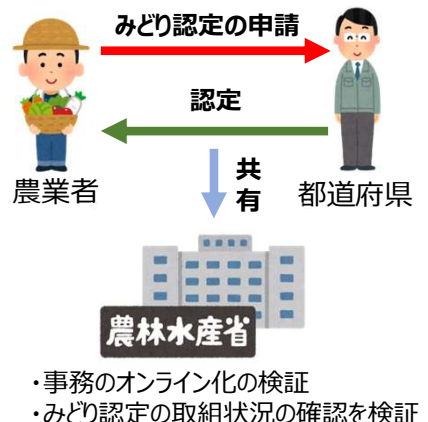 みどり認定の申請
認定
農業者
共有
都道府県
農林水産省
・事務のオンライン化の検証
・みどり認定の取組状況の確認を検証